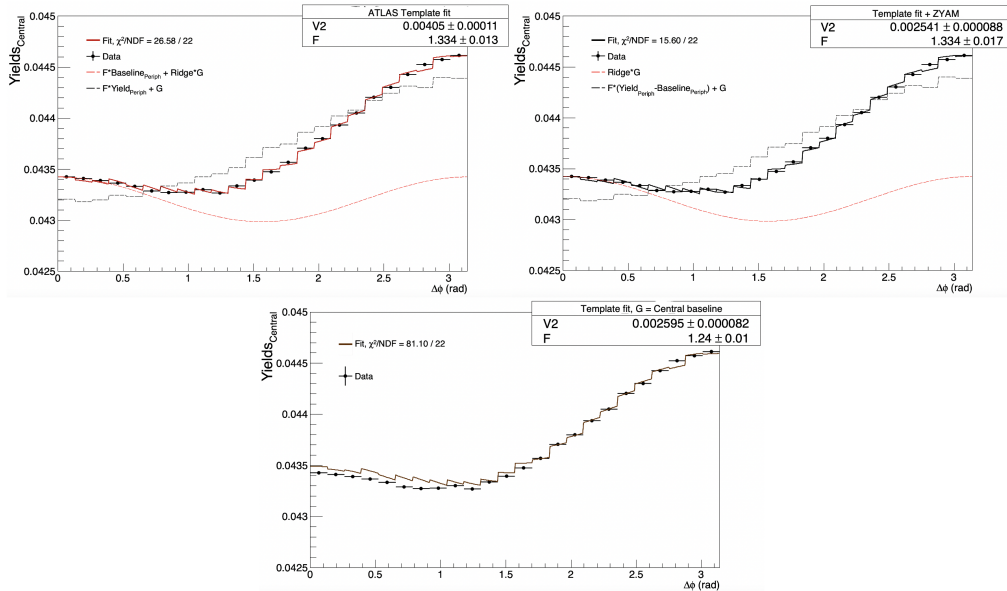 ATLAS Template fit
V2 0.00405 ± 0.00011
F 1.334 ± 0.013
Fit, χ²/NDF = 26.58 / 22
Data
F*Baseline_Periph + Ridge*G
F*Yield_Periph + G
Yields_Central
0.045
0.0445
0.044
0.0435
0.043
0.0425
0 0.5 1 1.5 2 2.5 3
Δϕ (rad)
Template fit + ZYAM
V2 0.002541 ± 0.000088
F 1.334 ± 0.017
Fit, χ²/NDF = 15.60 / 22
Data
Ridge*G
F*(Yield_Periph-Baseline_Periph) + G
Yields_Central
0.045
0.0445
0.044
0.0435
0.043
0.0425
0 0.5 1 1.5 2 2.5 3
Δϕ (rad)
Template fit, G = Central baseline
V2 0.002595 ± 0.000082
F 1.24 ± 0.01
Fit, χ²/NDF = 81.10 / 22
Data
Yields_Central
0.045
0.0445
0.044
0.0435
0.043
0.0425
0 0.5 1 1.5 2 2.5 3
Δϕ (rad)